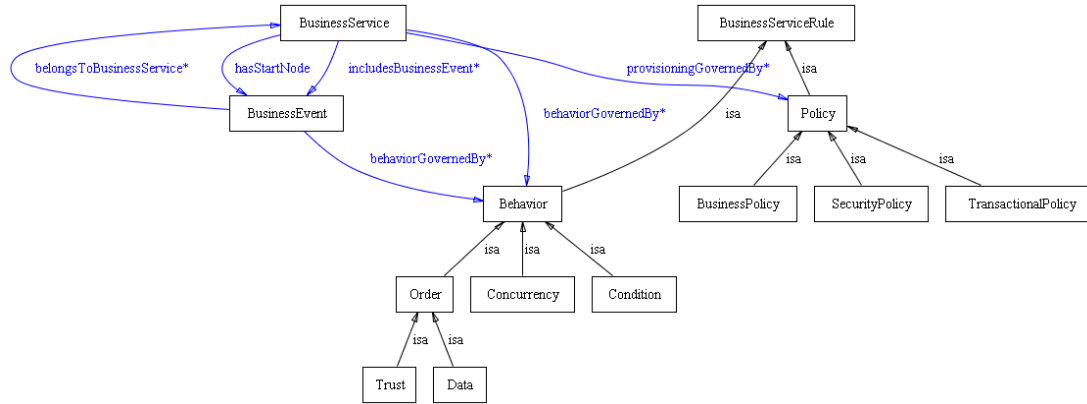 BusinessService
BusinessServiceRule
belongsToBusinessService*
hasStartNode
includesBusinessEvent*
provisioningGovernedBy*
isa
BusinessEvent
behaviorGovernedBy*
isa
Policy
behaviorGovernedBy*
isa
isa
isa
Behavior
BusinessPolicy
SecurityPolicy
TransactionalPolicy
isa
isa
isa
Order
Concurrency
Condition
isa
isa
Trust
Data